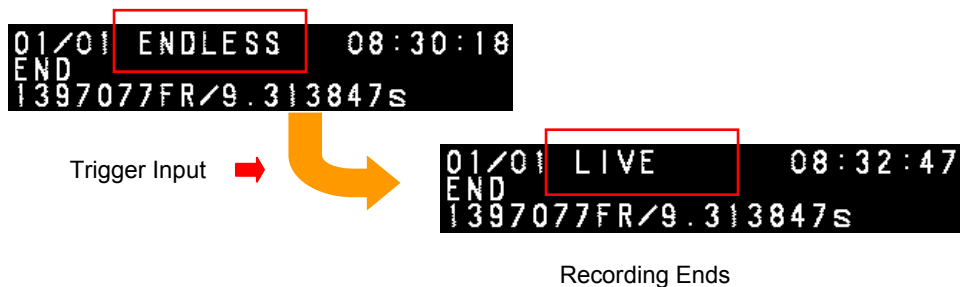 01/01 ENDLESS 08:30:18
END
1397077FR/9.313847s
Trigger Input
01/01 LIVE 08:32:47
END
1397077FR/9.313847s
Recording Ends